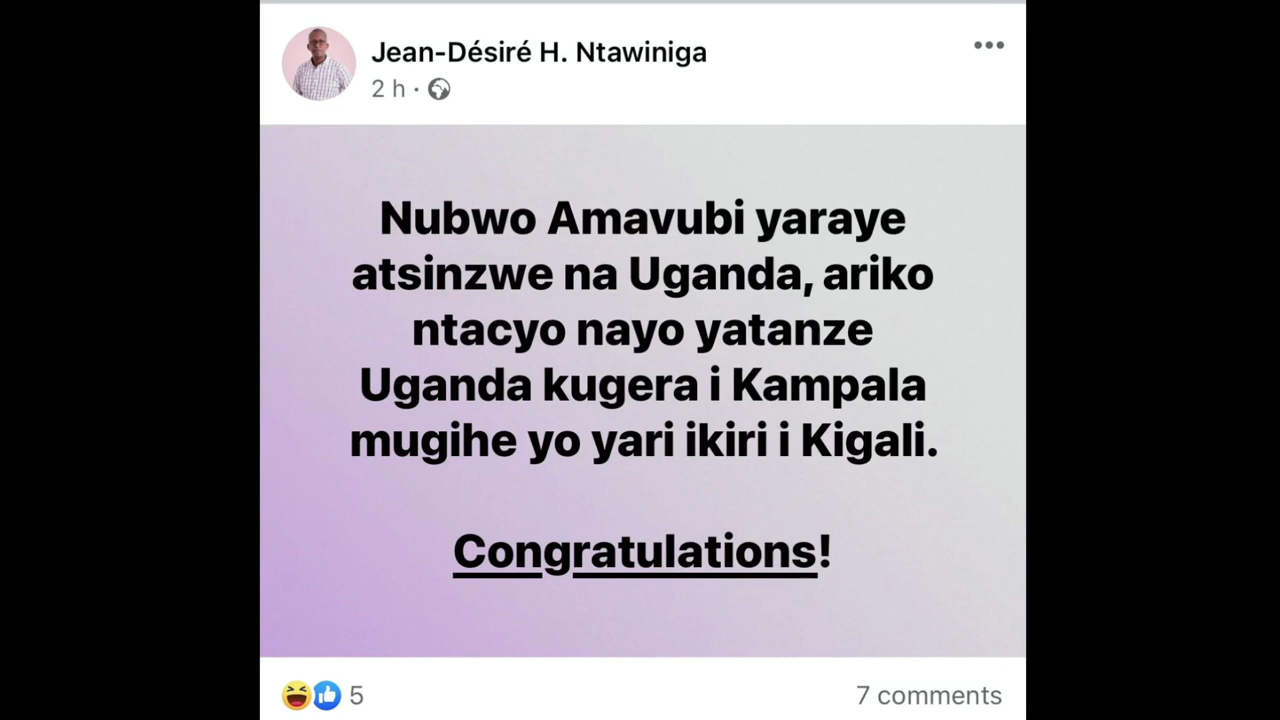 Jean-Désiré H. Ntawiniga
2 h ·
Nubwo Amavubi yaraye
atsinzwe na Uganda, ariko
ntacyo nayo yatanze
Uganda kugera i Kampala
mugihe yo yari ikiri i Kigali.
Congratulations!
5
7 comments